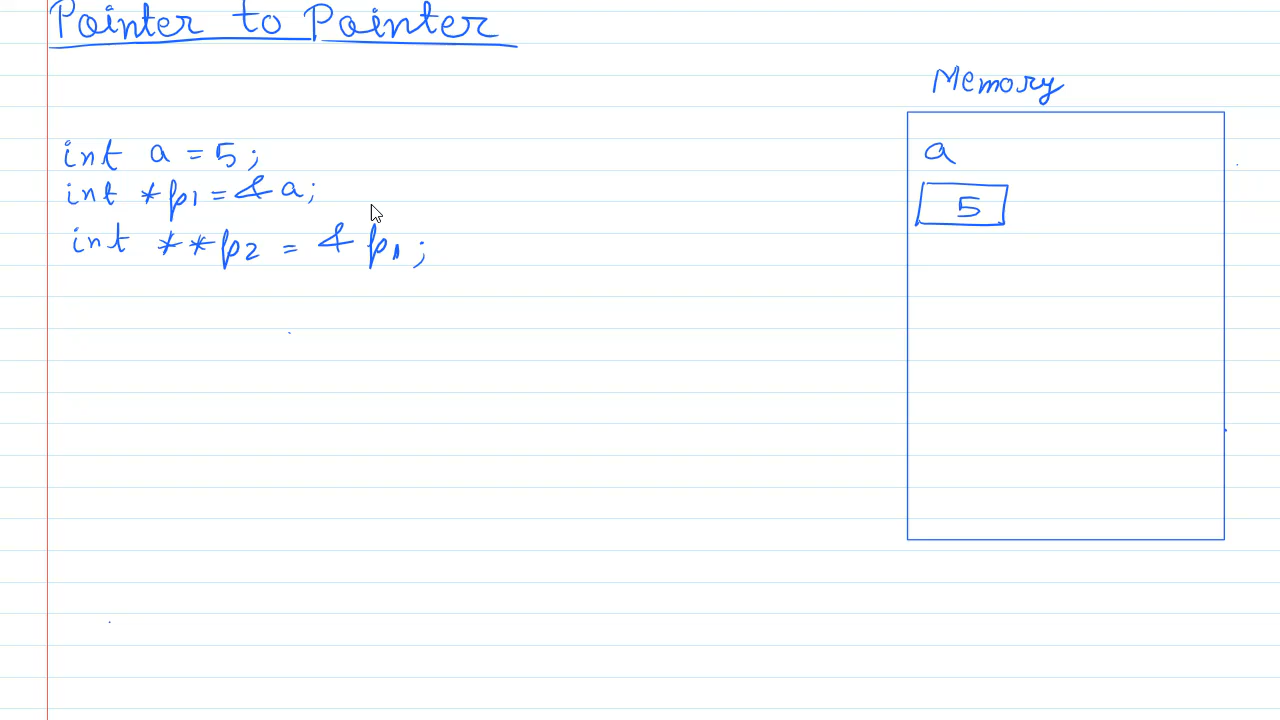 Pointer to Pointer
Memory
int a = 5;
int *p1 = &a;
int **p2 = &p1;
a
5